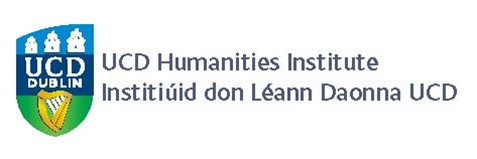 UCD
DUBLIN
UCD Humanities Institute
Institiúid don Léann Daonna UCD